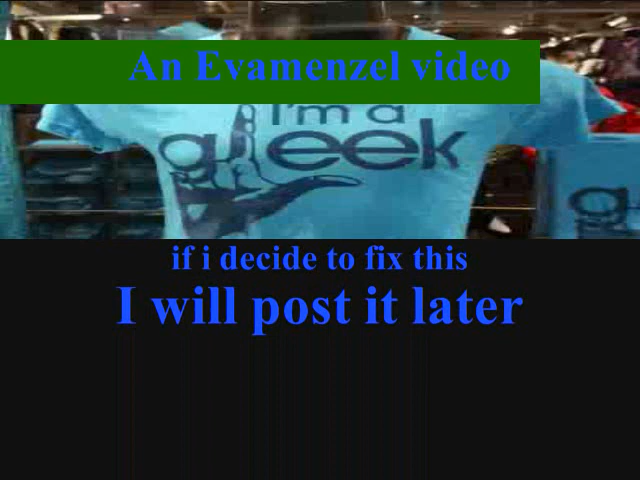 An Evamenzel video
I'm a
gleek
if i decide to fix this
I will post it later